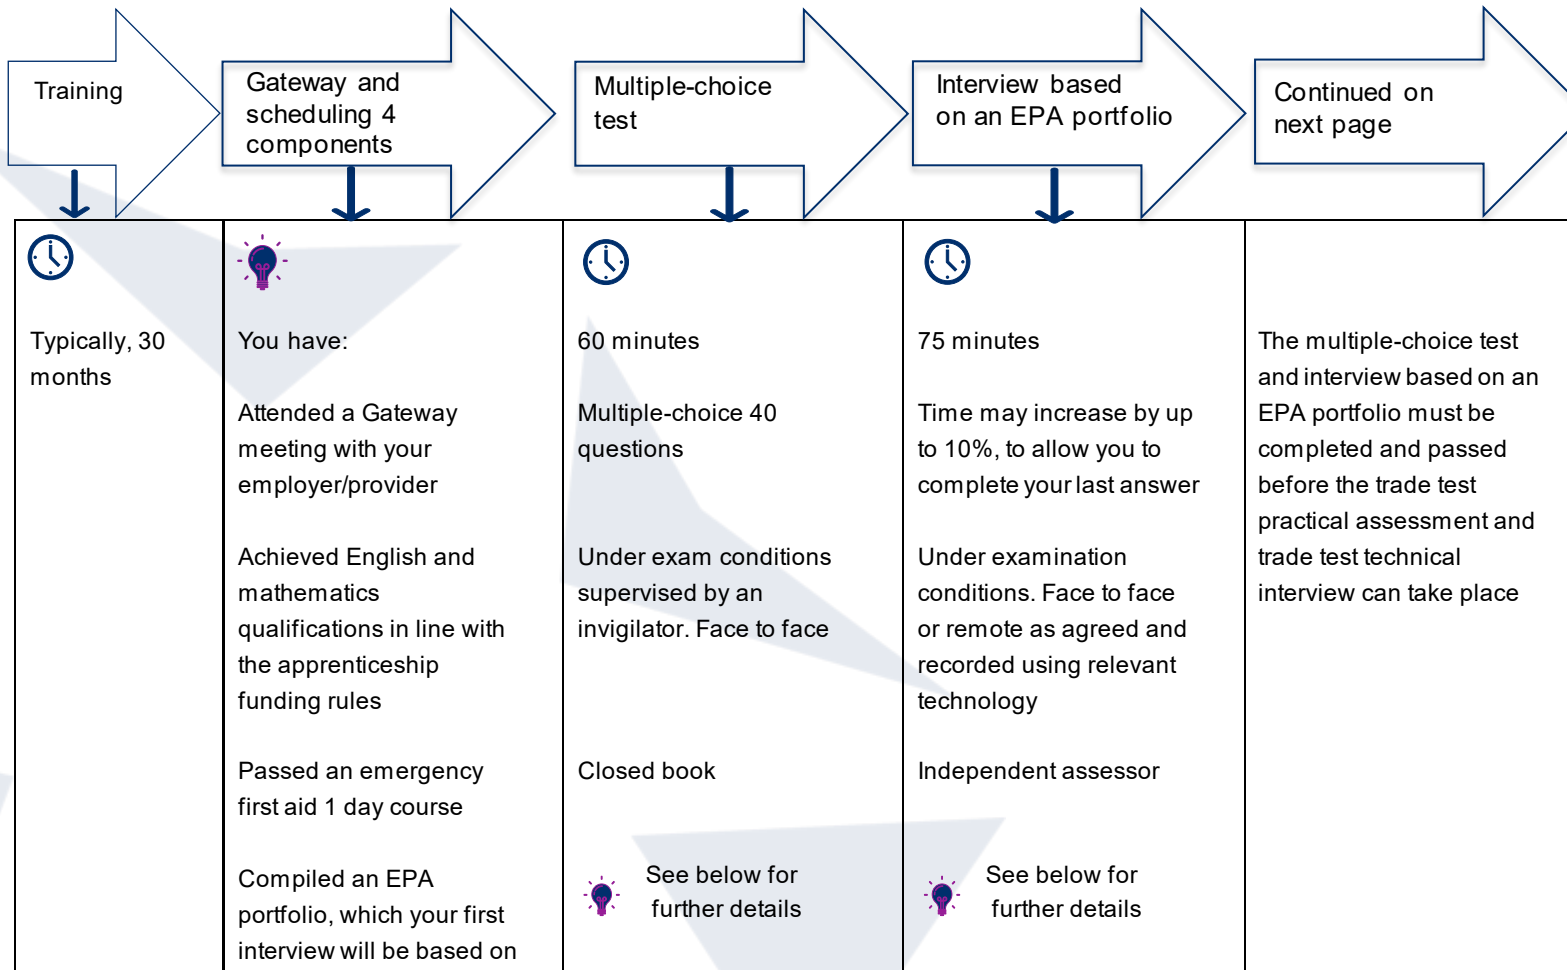 Training
Gateway and
scheduling 4
components
Multiple-choice
test
Interview based
on an EPA portfolio
Continued on
next page
Typically, 30
months
You have:
Attended a Gateway
meeting with your
employer/provider
Achieved English and
mathematics
qualifications in line with
the apprenticeship
funding rules
Passed an emergency
first aid 1 day course
Compiled an EPA
portfolio, which your first
interview will be based on
60 minutes
Multiple-choice 40
questions
Under exam conditions
supervised by an
invigilator. Face to face
Closed book
See below for
further details
75 minutes
Time may increase by up
to 10%, to allow you to
complete your last answer
Under examination
conditions. Face to face
or remote as agreed and
recorded using relevant
technology
Independent assessor
See below for
further details
The multiple-choice test
and interview based on an
EPA portfolio must be
completed and passed
before the trade test
practical assessment and
trade test technical
interview can take place